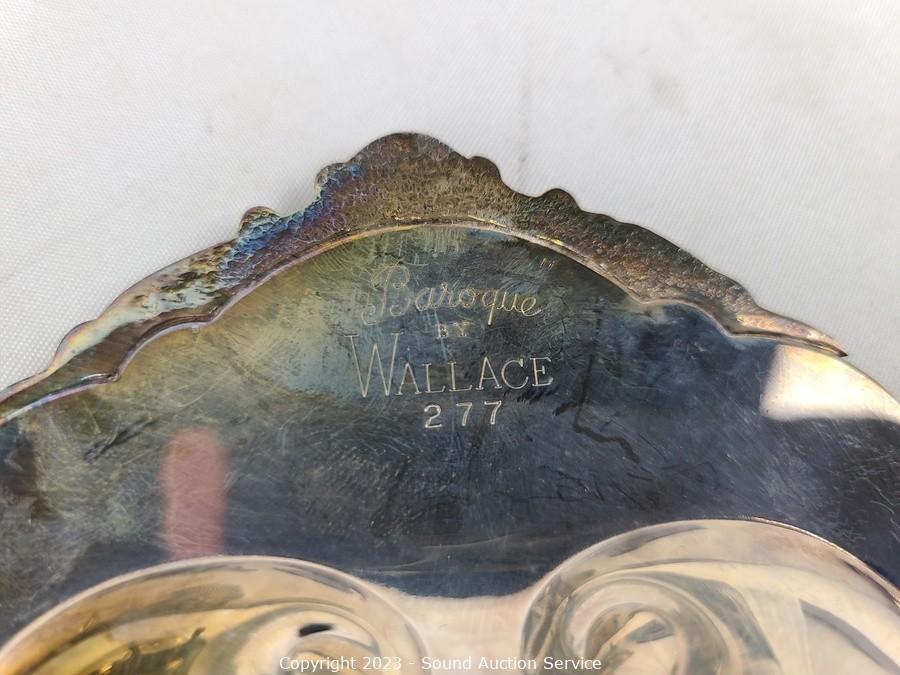 "Baroque"
BY
WALLACE
277
Copyright 2023 - Sound Auction Service